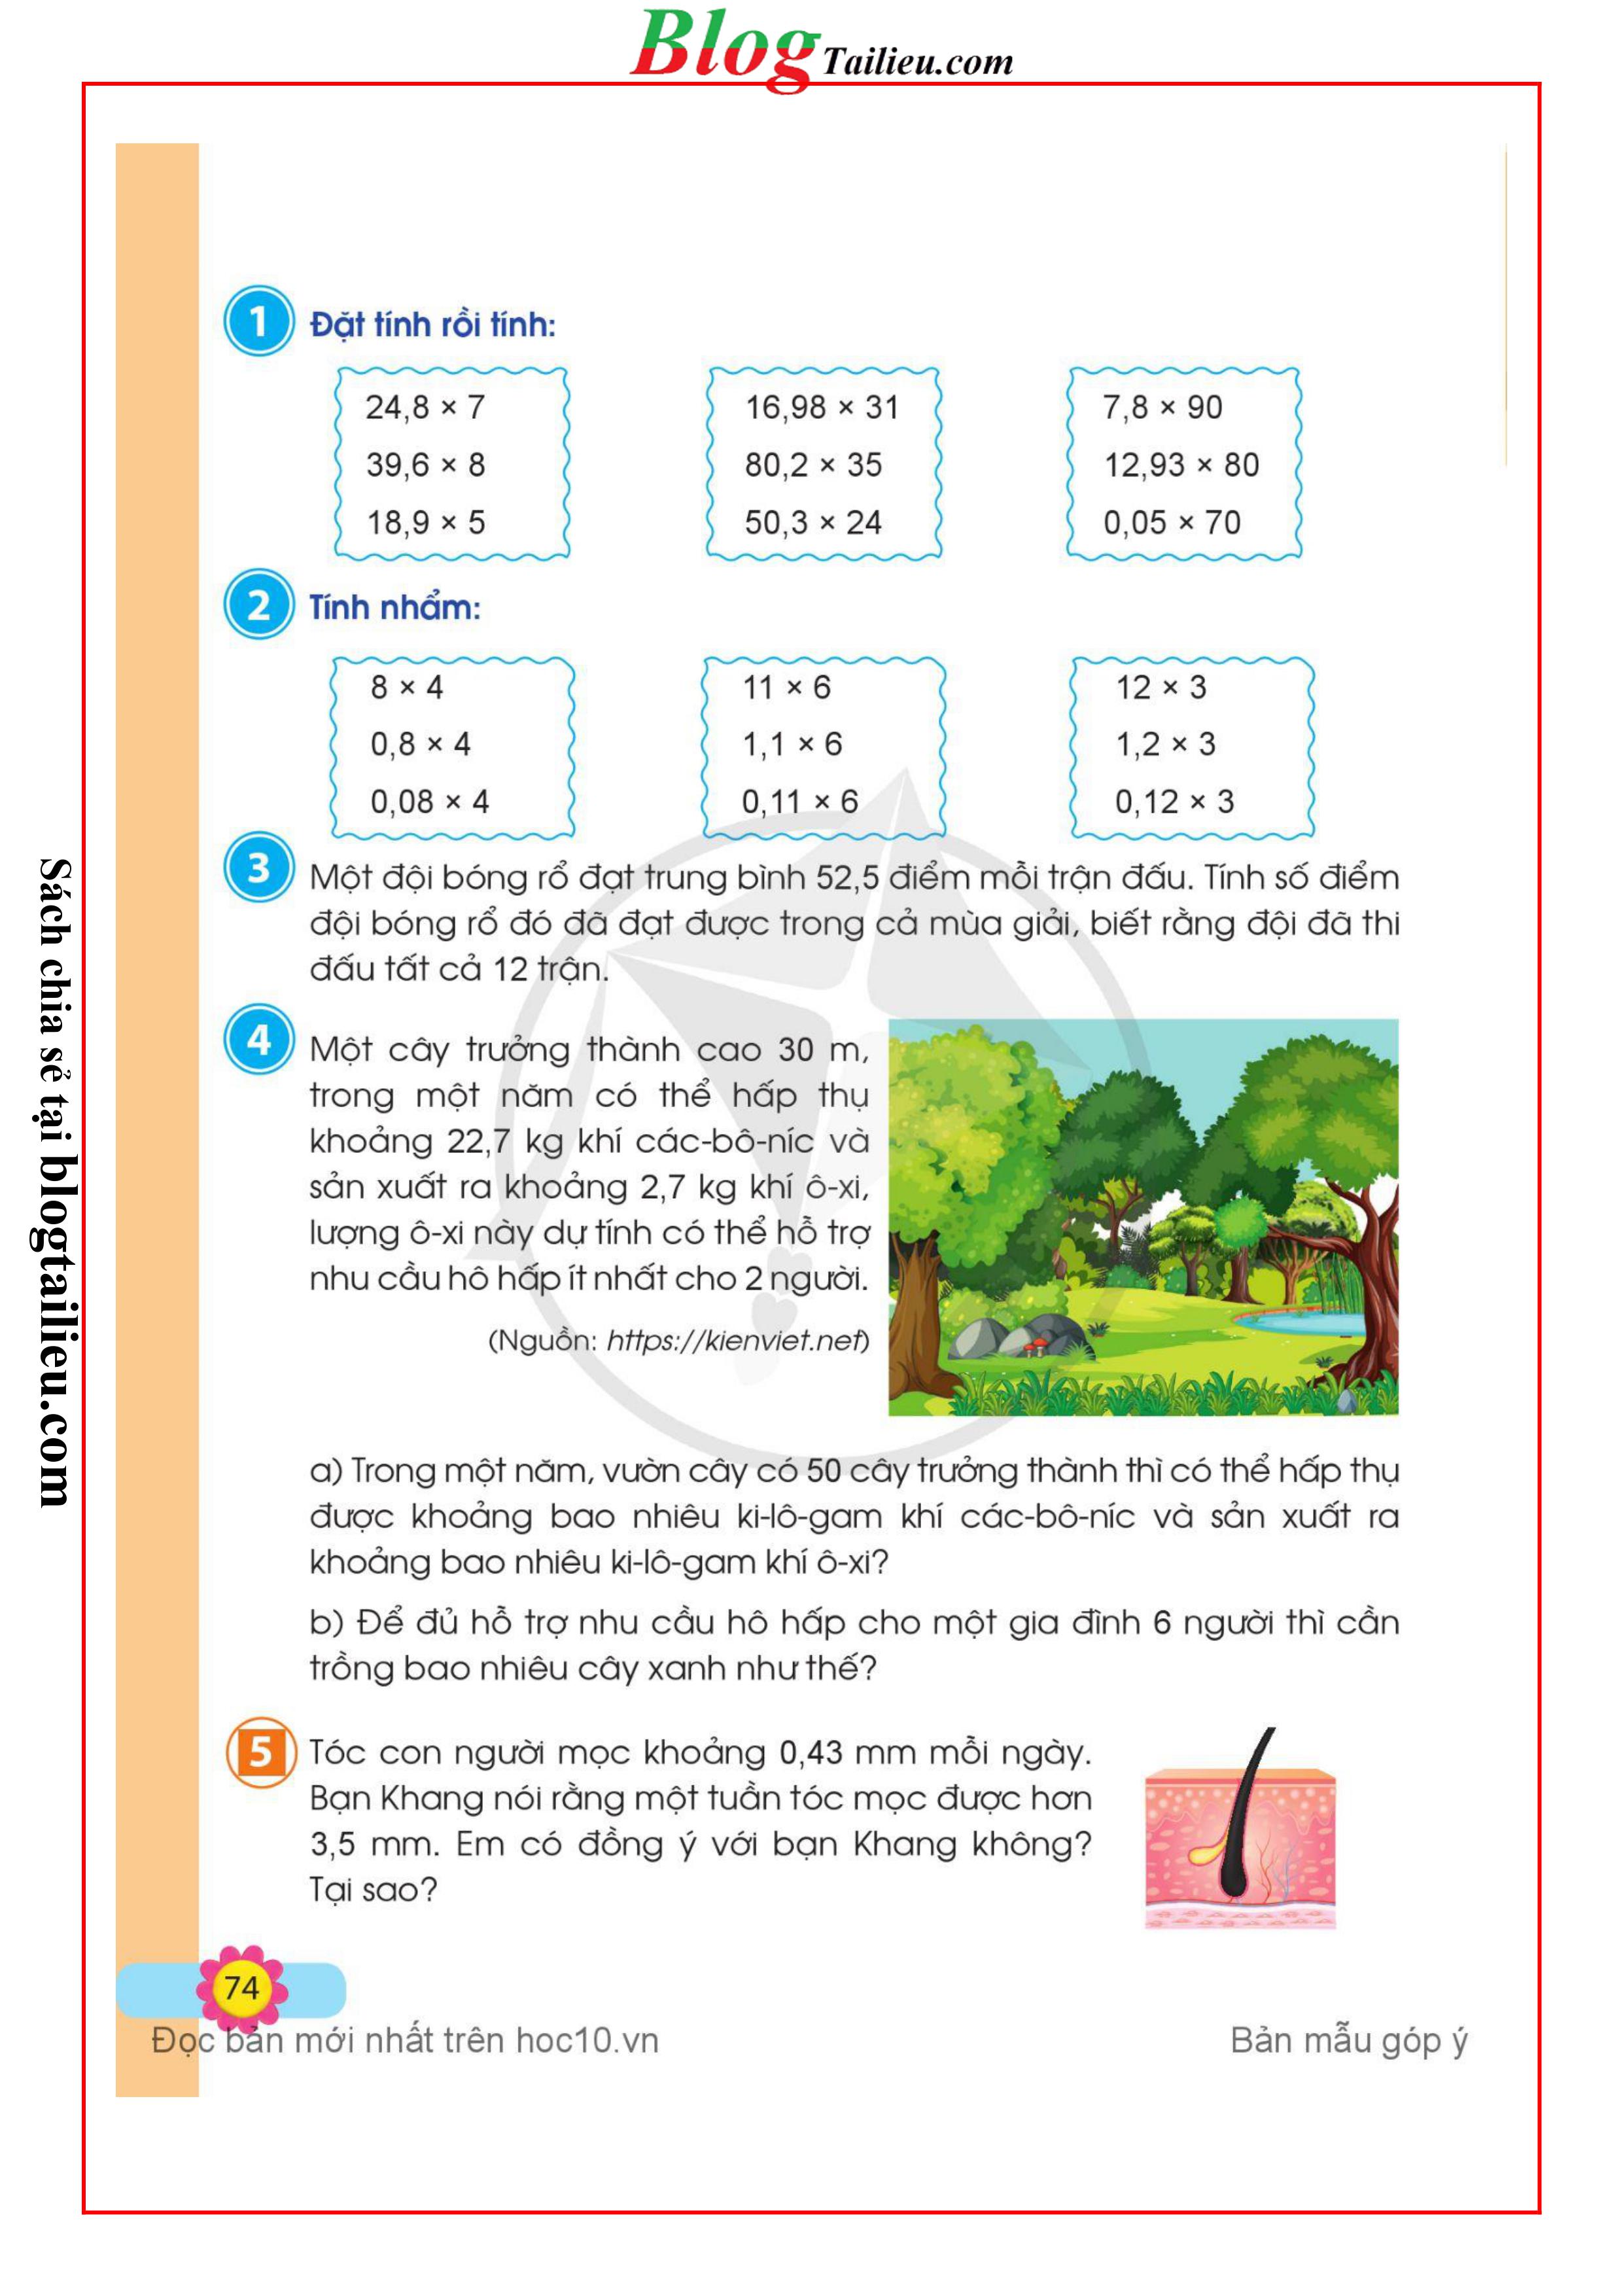 Blog Tailieu.com
1 Đặt tính rồi tính:
24,8 × 7 16,98 × 31 7,8 × 90
39,6 × 8 80,2 × 35 12,93 × 80
18,9 × 5 50,3 × 24 0,05 × 70
2 Tính nhẩm:
8 × 4 11 × 6 12 × 3
0,8 × 4 1,1 × 6 1,2 × 3
0,08 × 4 0,11 × 6 0,12 × 3
3 Một đội bóng rổ đạt trung bình 52,5 điểm mỗi trận đấu. Tính số điểm
đội bóng rổ đó đã đạt được trong cả mùa giải, biết rằng đội đã thi
đấu tất cả 12 trận.
4 Một cây trưởng thành cao 30 m,
trong một năm có thể hấp thụ
khoảng 22,7 kg khí các-bô-níc và
sản xuất ra khoảng 2,7 kg khí ô-xi,
lượng ô-xi này dự tính có thể hỗ trợ
nhu cầu hô hấp ít nhất cho 2 người.
(Nguồn: https://kienviet.net)
a) Trong một năm, vườn cây có 50 cây trưởng thành thì có thể hấp thụ
được khoảng bao nhiêu ki-lô-gam khí các-bô-níc và sản xuất ra
khoảng bao nhiêu ki-lô-gam khí ô-xi?
b) Để đủ hỗ trợ nhu cầu hô hấp cho một gia đình 6 người thì cần
trồng bao nhiêu cây xanh như thế?
5 Tóc con người mọc khoảng 0,43 mm mỗi ngày.
Bạn Khang nói rằng một tuần tóc mọc được hơn
3,5 mm. Em có đồng ý với bạn Khang không?
Tại sao?
74
Đọc bản mới nhất trên hoc10.vn Bản mẫu góp ý
Sách chia sẻ tại blogtailieu.com